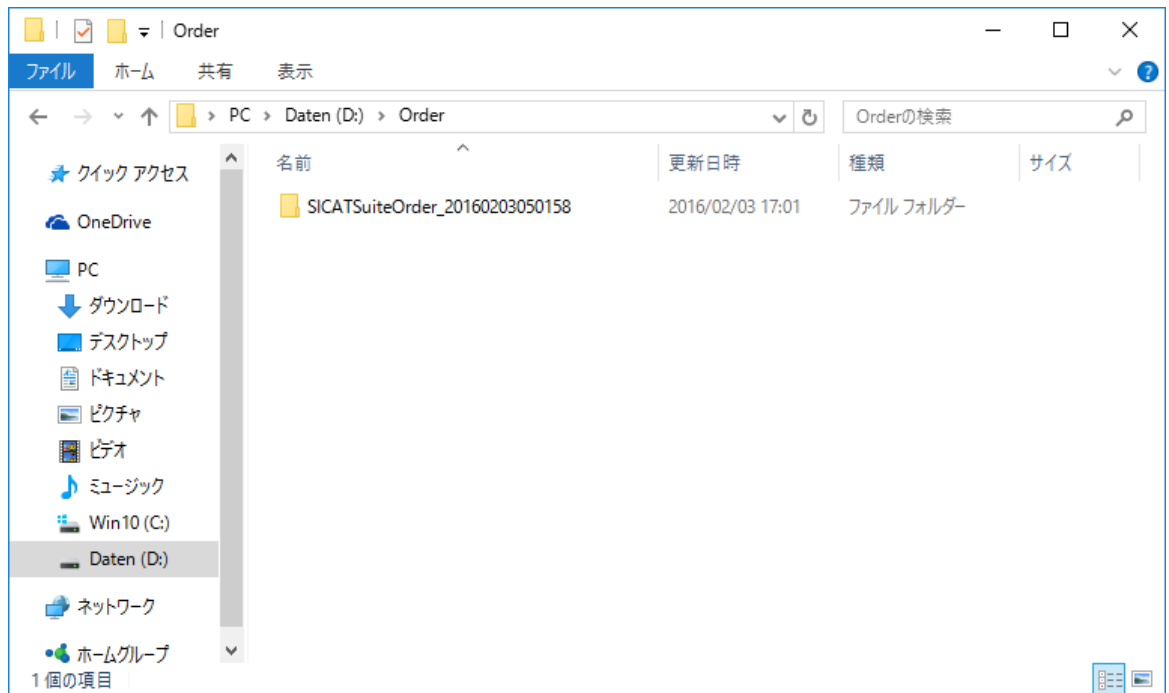 Order
ファイル ホーム 共有 表示
PC Daten (D:) Order Orderの検索
名前 更新日時 種類 サイズ
SICATSuiteOrder_20160203050158 2016/02/03 17:01 ファイル フォルダー
クイック アクセス
OneDrive
PC
ダウンロード
デスクトップ
ドキュメント
ピクチャ
ビデオ
ミュージック
Win10 (C:)
Daten (D:)
ネットワーク
ホームグループ
1 個の項目